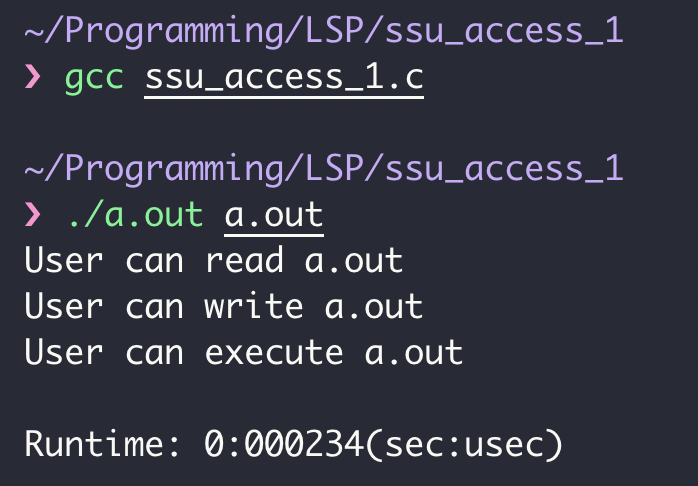 ~/Programming/LSP/ssu_access_1
❯ gcc ssu_access_1.c
~/Programming/LSP/ssu_access_1
❯ ./a.out a.out
User can read a.out
User can write a.out
User can execute a.out
Runtime: 0:000234(sec:usec)